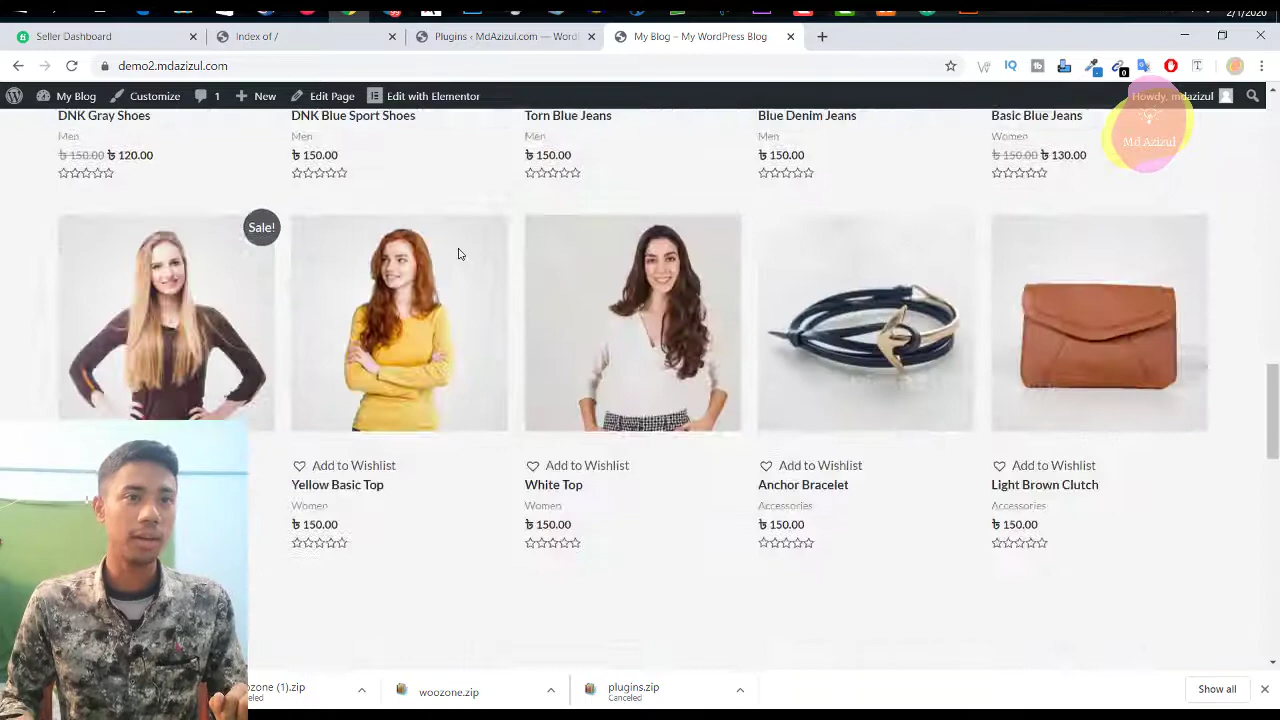 2/1/2020
Seller Dashboard
Index of /
Plugins ‹ MdAzizul.com — Word
My Blog – My WordPress Blog
demo2.mdazizul.com
My Blog
Customize
1
New
Edit Page
Edit with Elementor
Howdy, mdazizul
Md Azizul
DNK Gray Shoes
DNK Blue Sport Shoes
Torn Blue Jeans
Blue Denim Jeans
Basic Blue Jeans
Men
Men
Men
Men
Women
৳ 150.00 ৳ 120.00
৳ 150.00
৳ 150.00
৳ 150.00
৳ 150.00 ৳ 130.00
Sale!
Add to Wishlist
Add to Wishlist
Add to Wishlist
Add to Wishlist
Yellow Basic Top
White Top
Anchor Bracelet
Light Brown Clutch
Women
Women
Accessories
Accessories
৳ 150.00
৳ 150.00
৳ 150.00
৳ 150.00
ozone (1).zip
woozone.zip
plugins.zip
Canceled
Show all